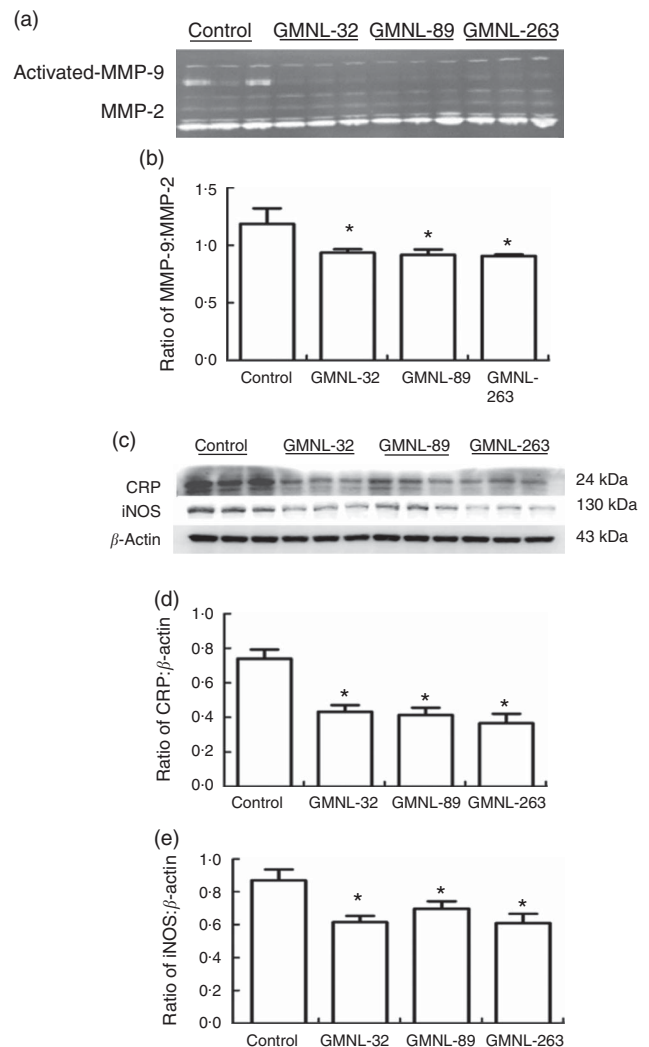 (a)
Control GMNL-32 GMNL-89 GMNL-263
Activated-MMP-9
MMP-2
(b)
Ratio of MMP-9:MMP-2
1·5
1·0
0·5
0·0
* * *
Control GMNL-32 GMNL-89 GMNL-
263
(c)
Control GMNL-32 GMNL-89 GMNL-263
CRP 24 kDa
iNOS 130 kDa
β-Actin 43 kDa
(d)
Ratio of CRP:β-actin
1·0
0·8
0·6
0·4
0·2
0·0
* * *
Control GMNL-32 GMNL-89 GMNL-263
(e)
Ratio of iNOS:β-actin
1·0
0·8
0·6
0·4
0·2
0·0
* * *
Control GMNL-32 GMNL-89 GMNL-263